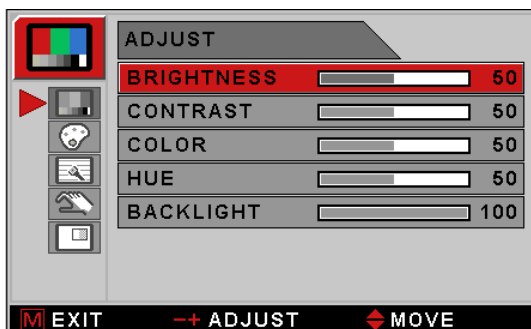 ADJUST
BRIGHTNESS 50
CONTRAST 50
COLOR 50
HUE 50
BACKLIGHT 100
M EXIT -+ ADJUST MOVE